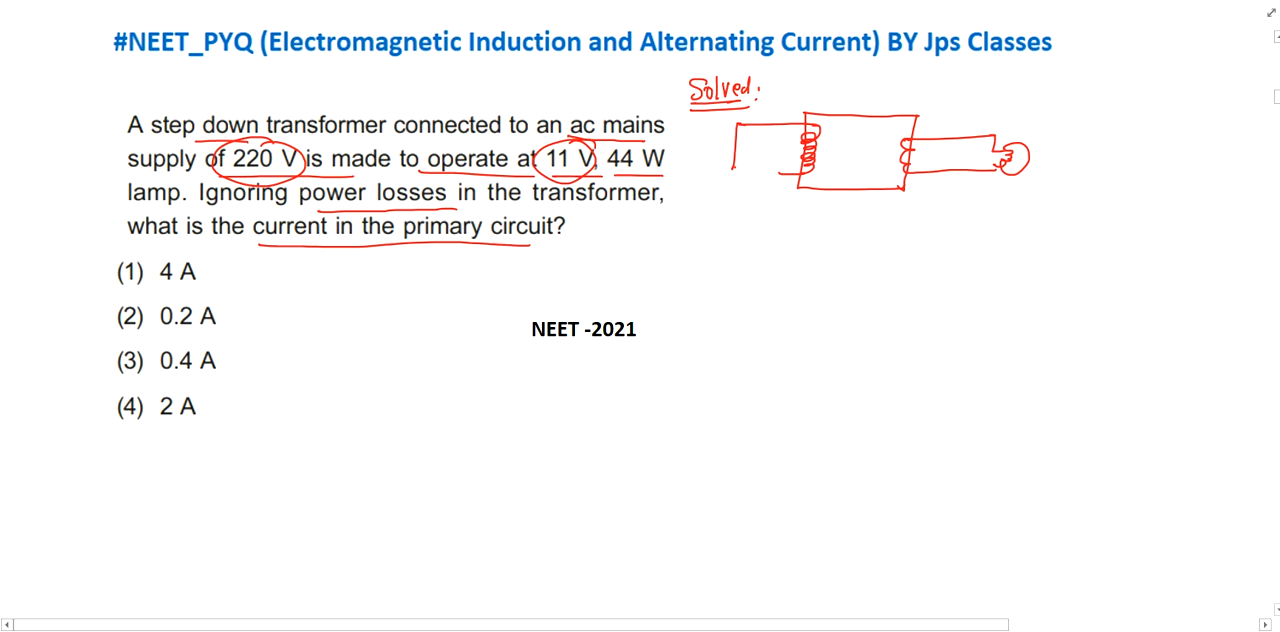 #NEET_PYQ (Electromagnetic Induction and Alternating Current) BY Jps Classes
Solved:
A step down transformer connected to an ac mains
supply of 220 V is made to operate at 11 V, 44 W
lamp. Ignoring power losses in the transformer,
what is the current in the primary circuit?
(1) 4 A
(2) 0.2 A
(3) 0.4 A
(4) 2 A
NEET -2021